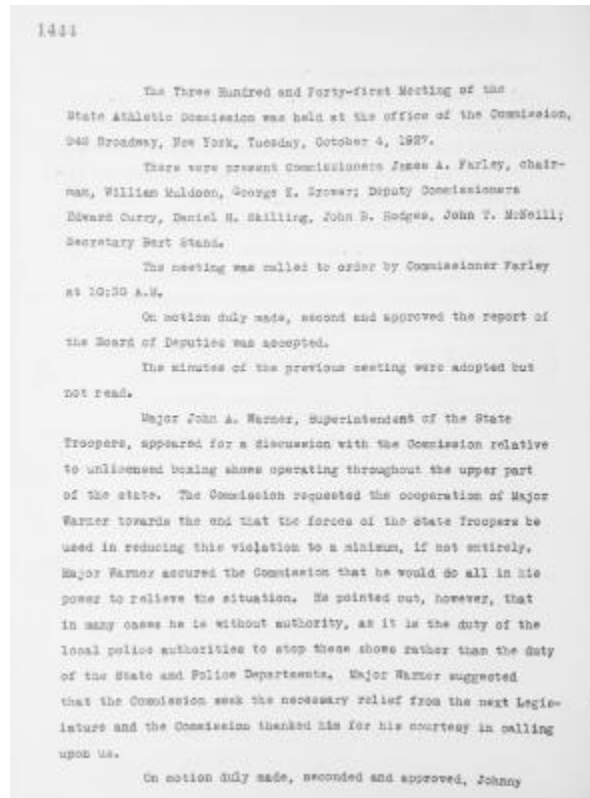 1444
The Three Hundred and Forty-first Meeting of the
State Athletic Commission was held at the office of the Commission,
940 Broadway, New York, Tuesday, October 4, 1927.
There were present Commissioners James A. Farley, chair-
man, William Muldoon, George E. Brower; Deputy Commissioners
Edward Curry, Daniel H. Skilling, John B. Hodges, John T. McNeill;
Secretary Bert Stand.
The meeting was called to order by Commissioner Farley
at 10:30 A.M.
On motion duly made, second and approved the report of
the Board of Deputies was accepted.
The minutes of the previous meeting were adopted but
not read.
Major John A. Warner, Superintendent of the State
Troopers, appeared for a discussion with the Commission relative
to unlicensed boxing shows operating throughout the upper part
of the state. The Commission requested the cooperation of Major
Warner towards the end that the forces of the State Troopers be
used in reducing this violation to a minimum, if not entirely.
Major Warner assured the Commission that he would do all in his
power to relieve the situation. He pointed out, however, that
in many cases he is without authority, as it is the duty of the
local police authorities to stop these shows rather than the duty
of the State and Police Departments. Major Warner suggested
that the Commission seek the necessary relief from the next Legis-
lature and the Commission thanked him for his courtesy in calling
upon us.
On motion duly made, seconded and approved, Johnny